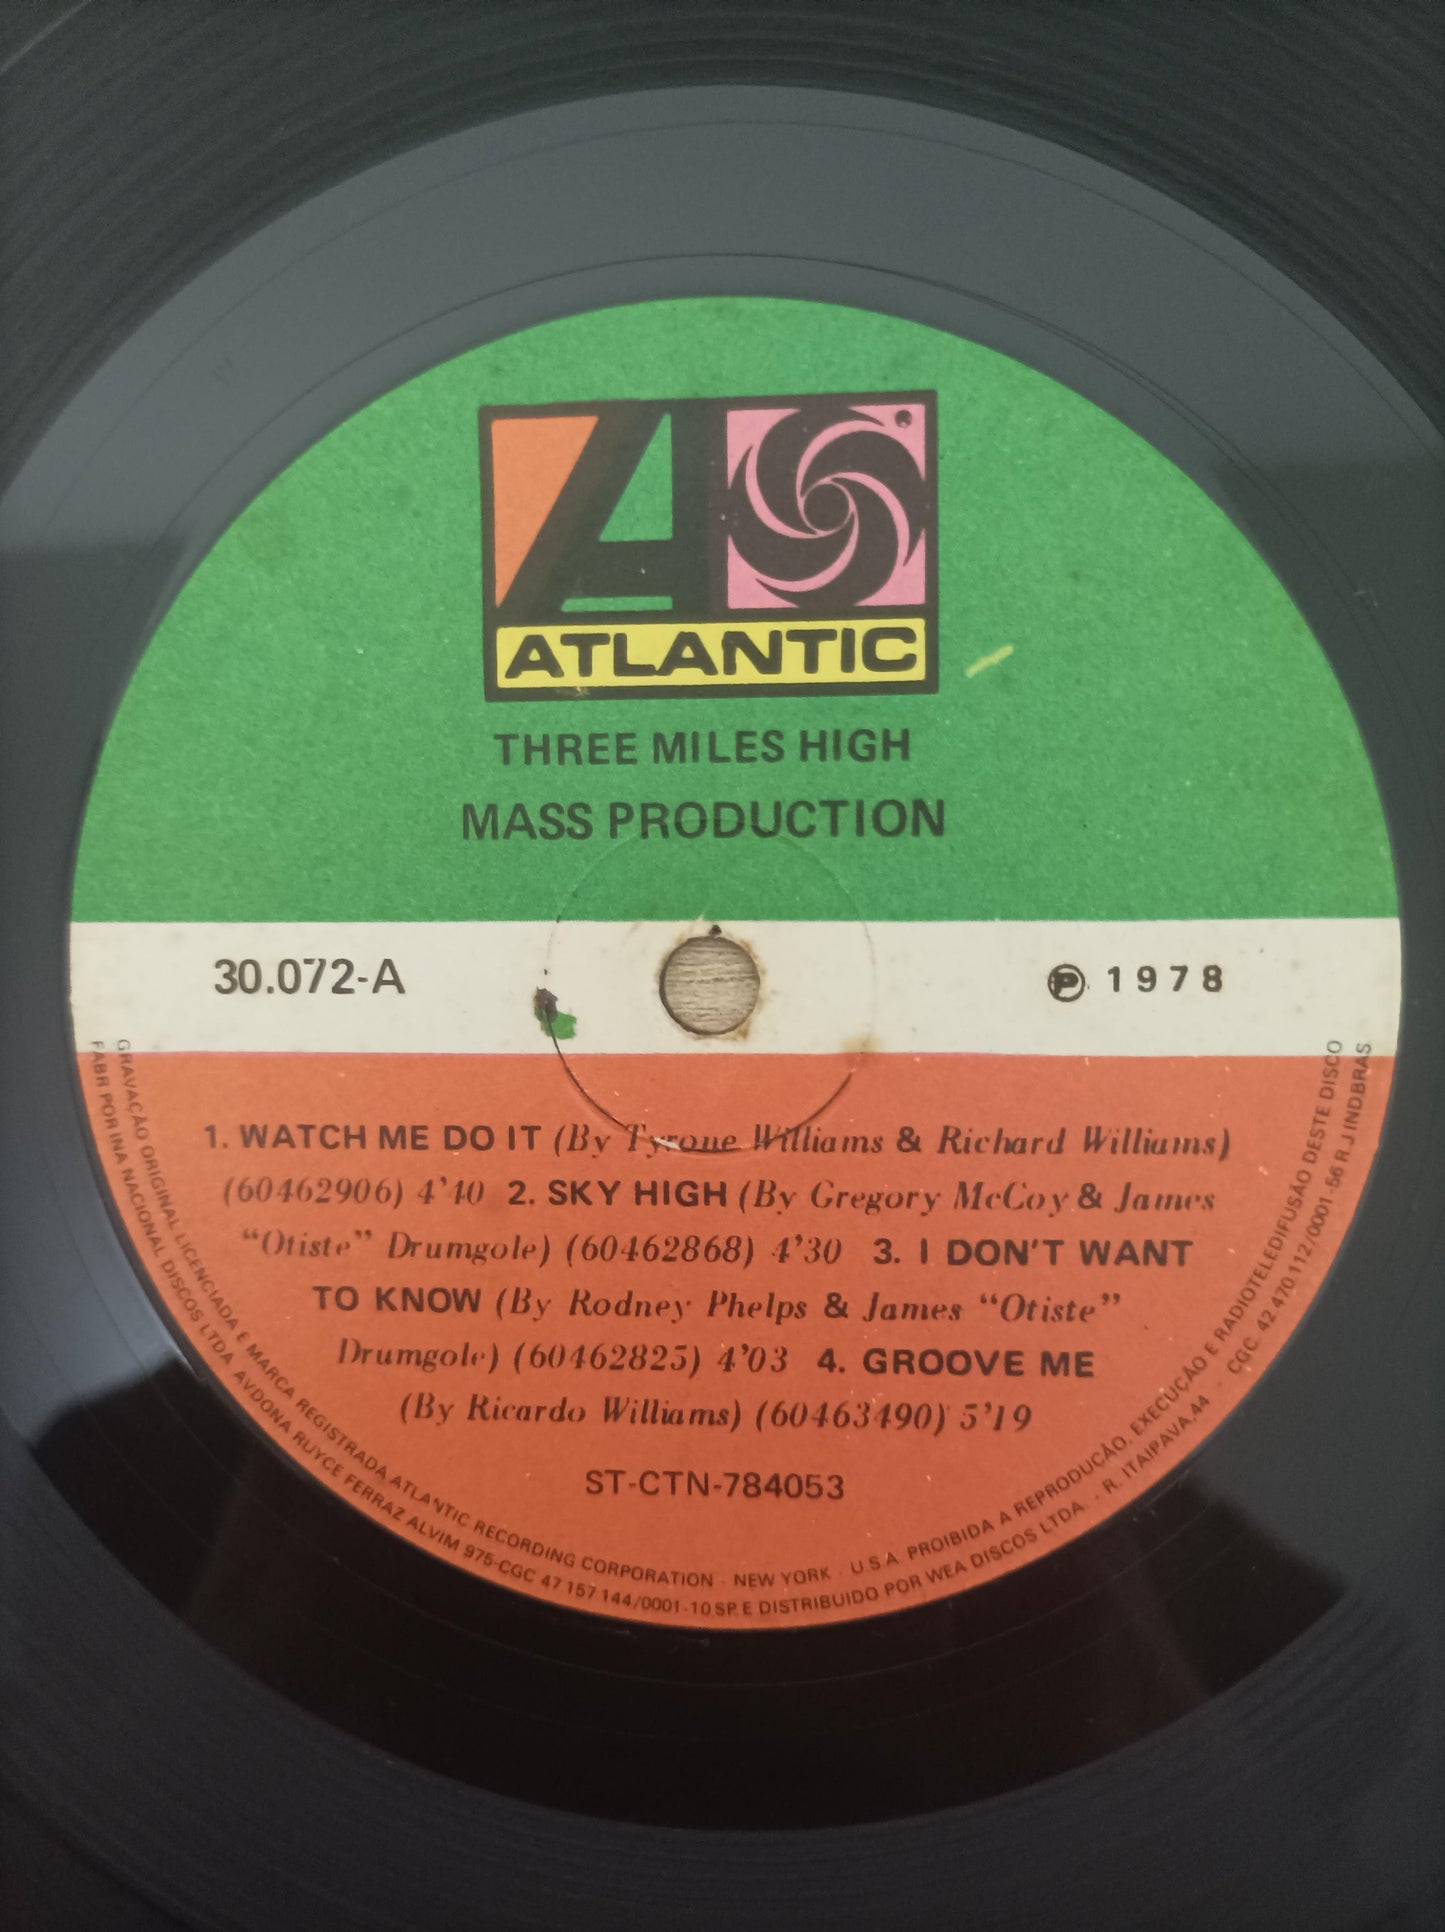 ATLANTIC
THREE MILES HIGH
MASS PRODUCTION
30.072-A
Ⓟ 1978
1. WATCH ME DO IT (By Tyrone Williams & Richard Williams)
(60462906) 4'40 2. SKY HIGH (By Gregory McCoy & James
"Otiste" Drumgole) (60462868) 4'30 3. I DON'T WANT
TO KNOW (By Rodney Phelps & James "Otiste"
Drumgole) (60462825) 4'03 4. GROOVE ME
(By Ricardo Williams) (60463490) 5'19
ST-CTN-784053
GRAVAÇÃO ORIGINAL LICENCIADA E MARCA REGISTRADA ATLANTIC RECORDING CORPORATION - NEW YORK - U.S.A. PROIBIDA A REPRODUÇÃO, EXECUÇÃO E RADIOTELEDIFUSÃO DESTE DISCO
FABR POR INA NACIONAL DISCOS LTDA AVDONA RUYCE FERRAZ ALVIM 975-CGC 47 157 144/0001-10 SP. E DISTRIBUIDO POR WEA DISCOS LTDA. - R. ITAIPAVA,44 - CGC 42.470.112/0001-56 R.J INDBRAS